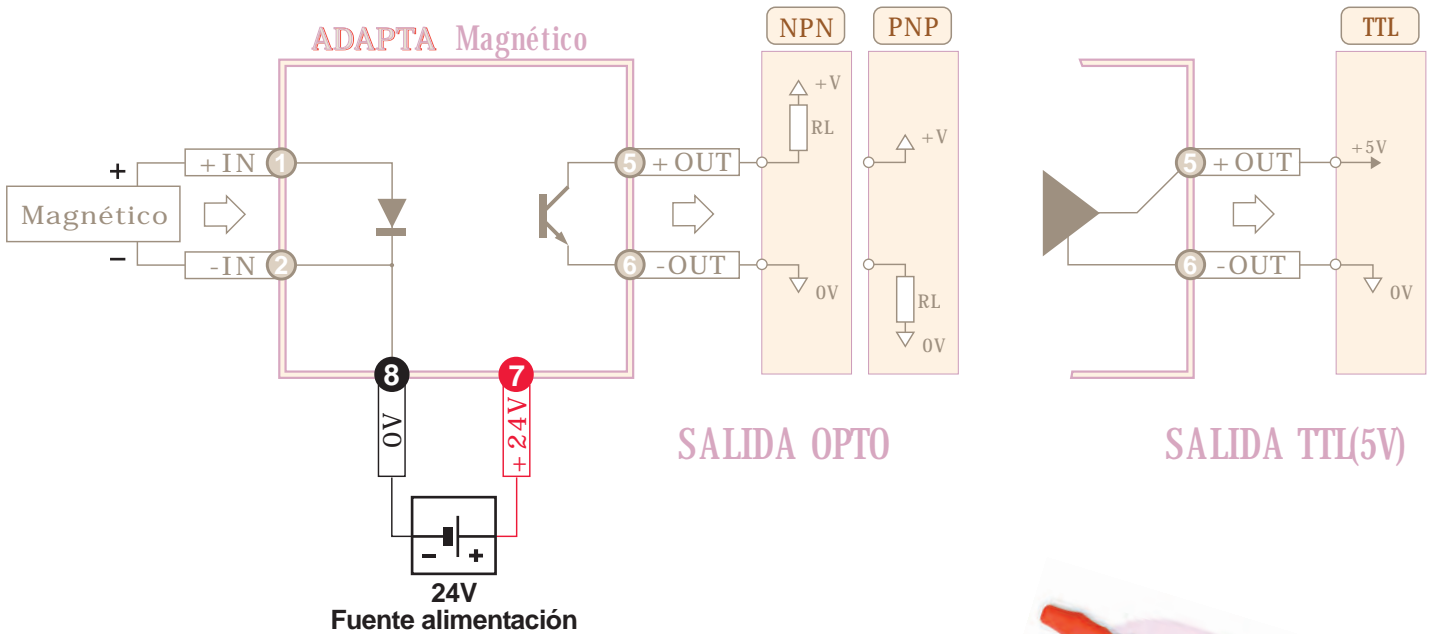 ADAPTA Magnético
NPN
PNP
TTL
+V
RL
+V
+
+IN
1
5
+OUT
5
+OUT
+5V
Magnético
–
-IN
2
6
-OUT
0V
RL
0V
6
-OUT
0V
8
7
0V
+24V
SALIDA OPTO
SALIDA TTL(5V)
–
+
24V
Fuente alimentación